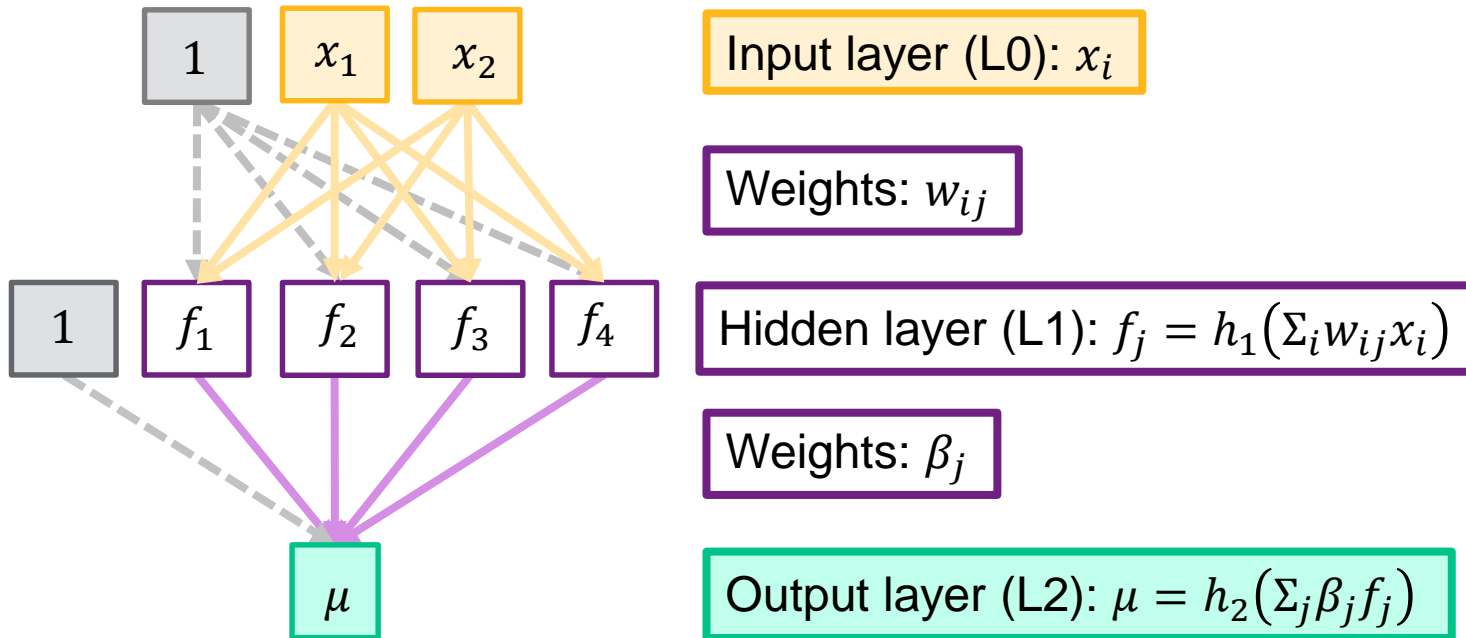 1 x₁ x₂ Input layer (L0): xᵢ
Weights: wᵢⱼ
1 f₁ f₂ f₃ f₄ Hidden layer (L1): fⱼ = h₁(Σᵢwᵢⱼxᵢ)
Weights: βⱼ
μ Output layer (L2): μ = h₂(Σⱼβⱼfⱼ)